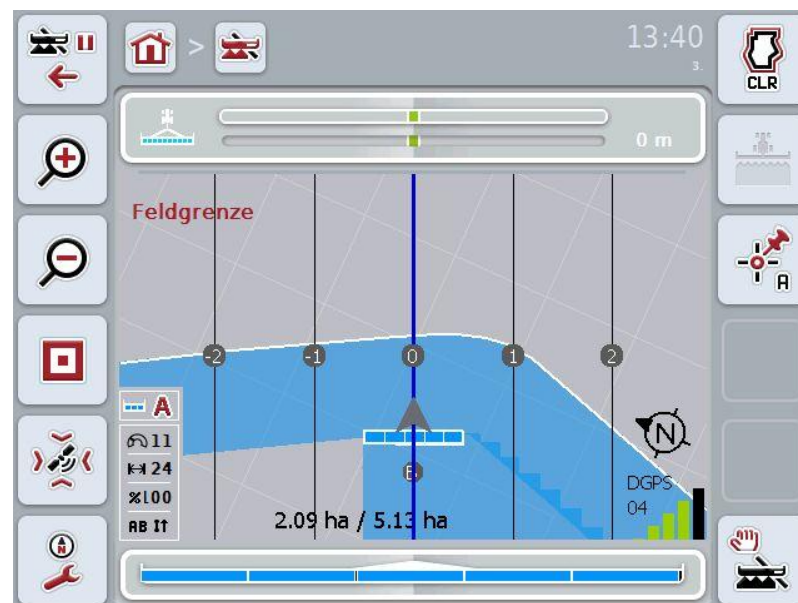 >
13:40
3.
CLR
0 m
Feldgrenze
A
-2
-1
0
1
2
A
11
24
%100
AB
N
DGPS
04
2.09 ha / 5.13 ha
N